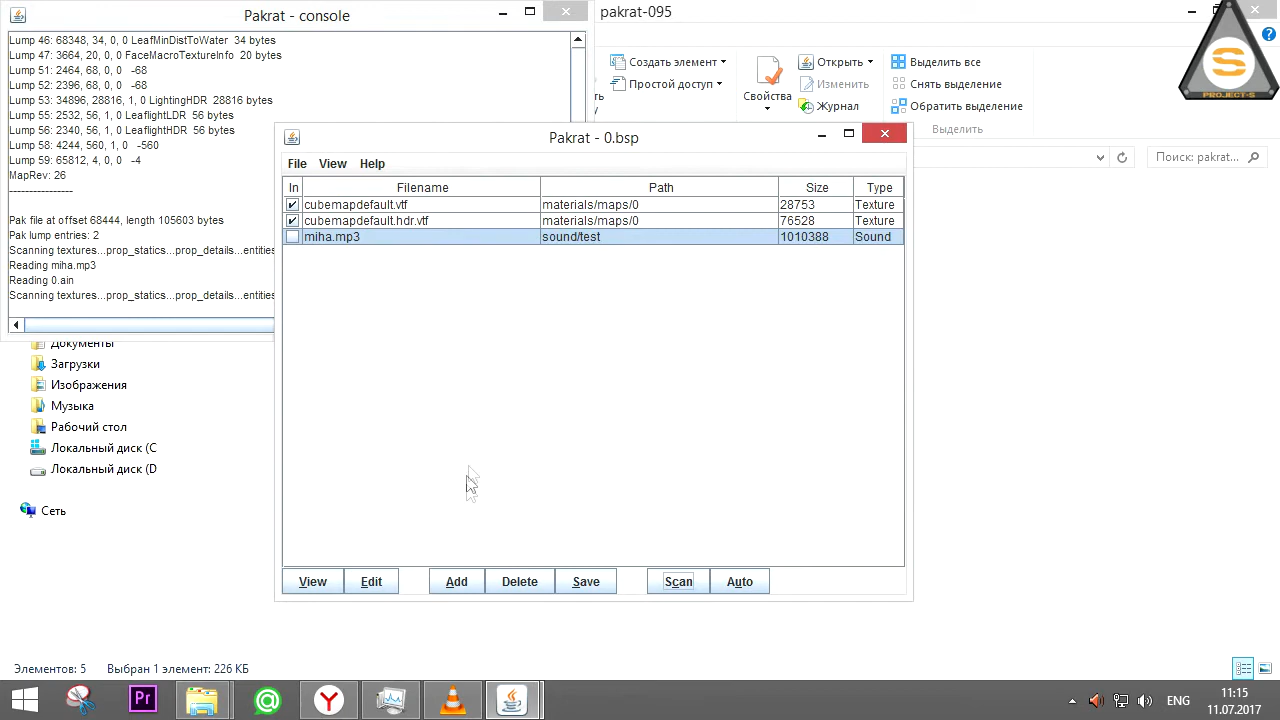 Pakrat - console
Lump 46: 68348, 34, 0, 0 LeafMinDistToWater 34 bytes
Lump 47: 3664, 20, 0, 0 FaceMacroTextureInfo 20 bytes
Lump 51: 2464, 68, 0, 0 -68
Lump 52: 2396, 68, 0, 0 -68
Lump 53: 34896, 28816, 1, 0 LightingHDR 28816 bytes
Lump 55: 2532, 56, 1, 0 LeaflightLDR 56 bytes
Lump 56: 2340, 56, 1, 0 LeaflightHDR 56 bytes
Lump 58: 4244, 560, 1, 0 -560
Lump 59: 65812, 4, 0, 0 -4
MapRev: 26
----------------
Pak file at offset 68444, length 105603 bytes
Pak lump entries: 2
Scanning textures...prop_statics...prop_details...entities
Reading miha.mp3
Reading 0.ain
Scanning textures...prop_statics...prop_details...entities
pakrat-095
Создать элемент
Простой доступ
Свойства
Открыть
Изменить
Журнал
Выделить все
Снять выделение
Обратить выделение
Выделить
Поиск: pakrat...
S
PROJECT-S
Pakrat - 0.bsp
File View Help
In Filename Path Size Type
cubemapdefault.vtf materials/maps/0 28753 Texture
cubemapdefault.hdr.vtf materials/maps/0 76528 Texture
miha.mp3 sound/test 1010388 Sound
View Edit Add Delete Save Scan Auto
Документы
Загрузки
Изображения
Музыка
Рабочий стол
Локальный диск (C
Локальный диск (D
Сеть
Элементов: 5 Выбран 1 элемент: 226 КБ
Pr
ENG
11:15
11.07.2017